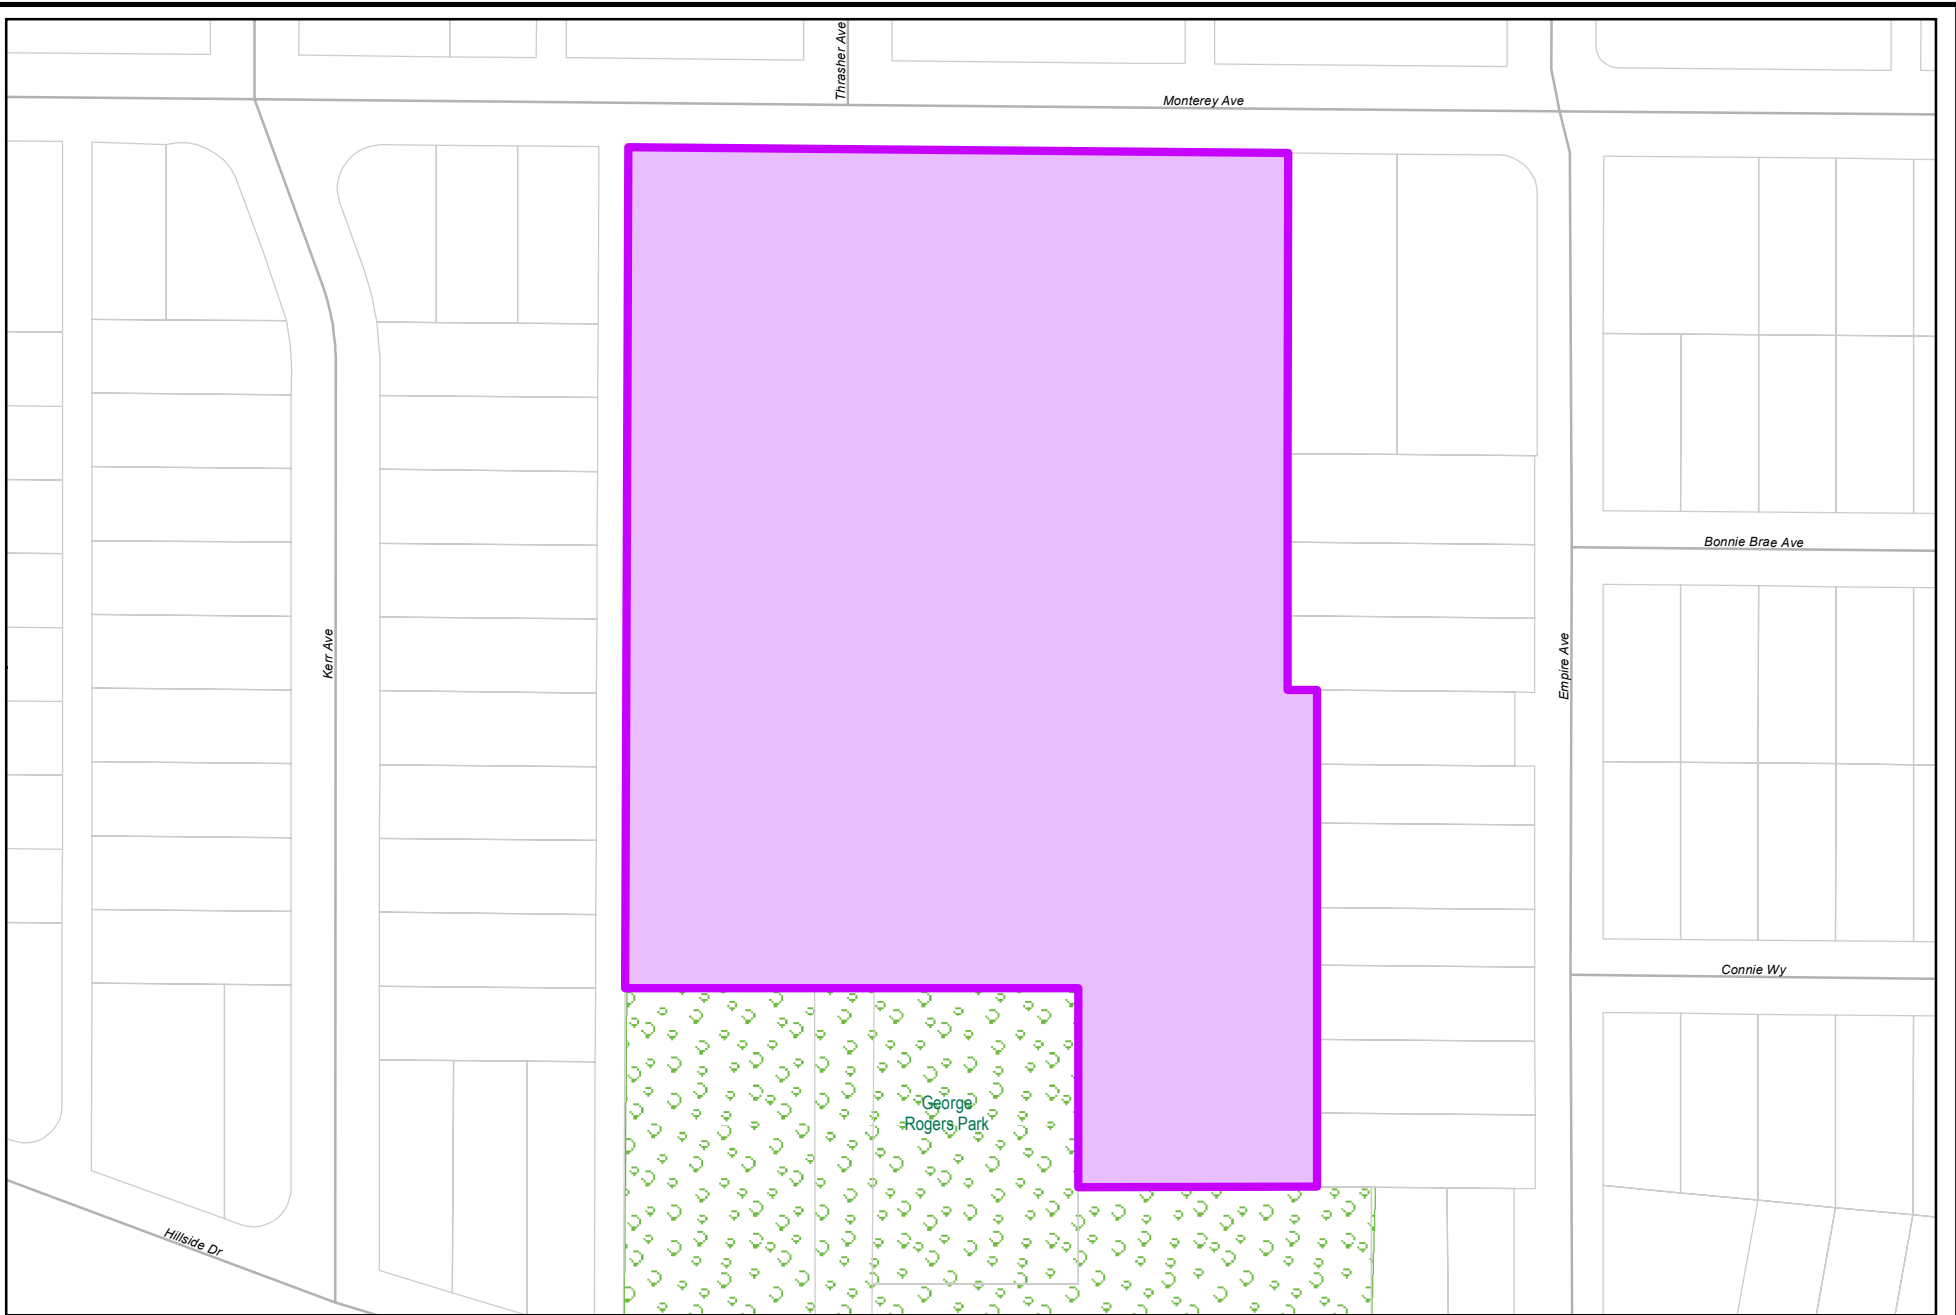 Thrasher Ave
Monterey Ave
Bonnie Brae Ave
Kerr Ave
Empire Ave
Connie Wy
George
Rogers Park
Hillside Dr